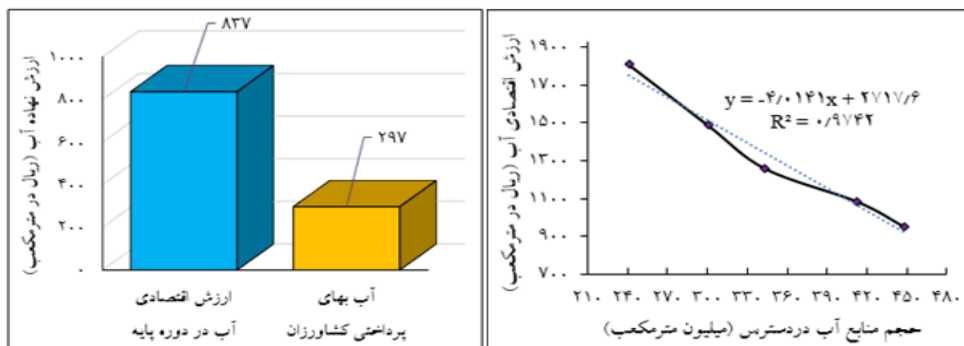 ارزش نهاده آب (ریال در مترمکعب)
۱۰۰۰
۸۰۰
۶۰۰
۴۰۰
۲۰۰
۰
۸۳۷
۲۹۷
ارزش اقتصادی
آب در دوره پایه
آب بهای
پرداختی کشاورزان
ارزش اقتصادی آب (ریال در مترمکعب)
۱۹۰۰
۱۷۰۰
۱۵۰۰
۱۳۰۰
۱۱۰۰
۹۰۰
۷۰۰
y = -۴٫۰۱۴۱x + ۲۷۱۷٫۶
R² = ۰٫۹۷۴۲
۲۱۰ ۲۴۰ ۲۷۰ ۳۰۰ ۳۳۰ ۳۶۰ ۳۹۰ ۴۲۰ ۴۵۰ ۴۸۰
حجم منابع آب دردسترس (میلیون مترمکعب)